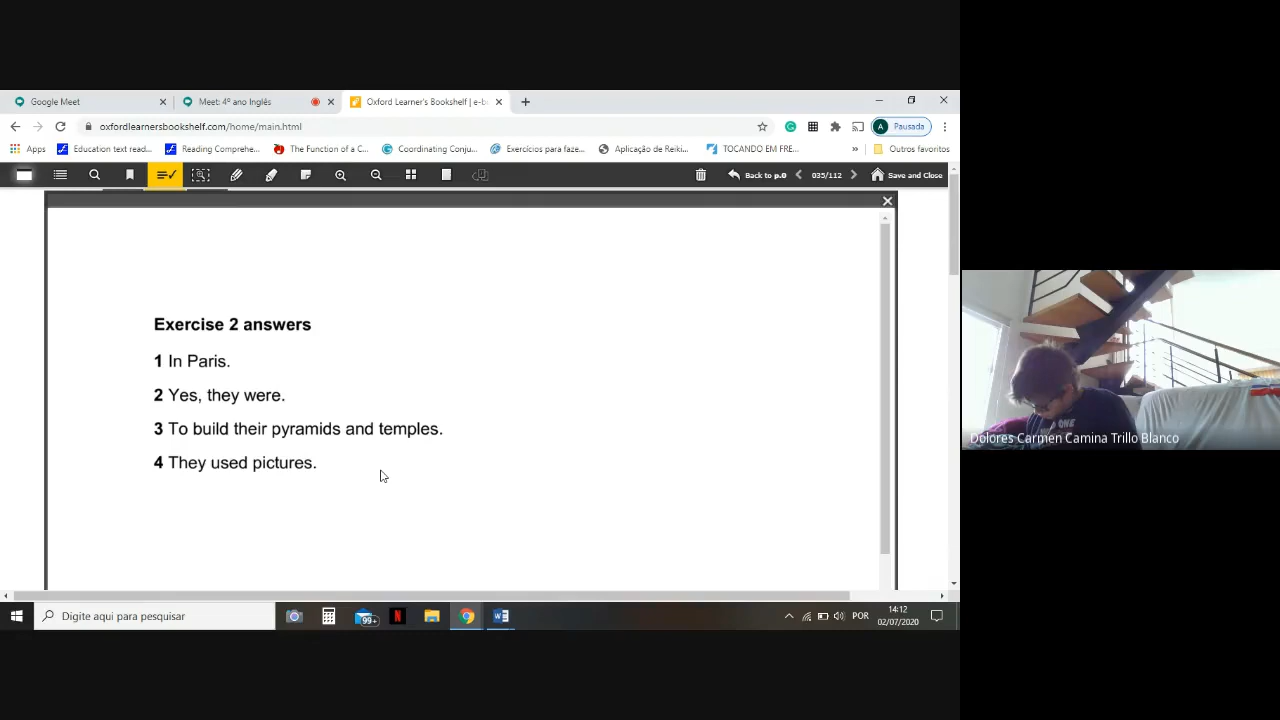 Google Meet
Meet: 4º ano Inglês
Oxford Learner's Bookshelf | e-b
oxfordlearnersbookshelf.com/home/main.html
A Pausada
Apps
Education text read...
Reading Comprehe...
The Function of a C...
Coordinating Conju...
Exercícios para faze...
Aplicação de Reiki...
TOCANDO EM FRE...
»
Outros favoritos
Back to p.0
035/112
Save and Close
Exercise 2 answers
1 In Paris.
2 Yes, they were.
3 To build their pyramids and temples.
4 They used pictures.
Dolores Carmen Camina Trillo Blanco
Digite aqui para pesquisar
99+
N
POR
14:12
02/07/2020